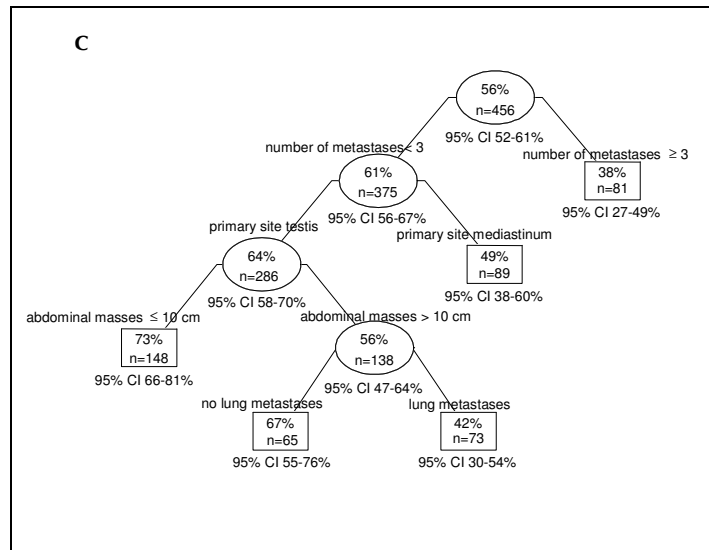 C
56%
n=456
95% CI 52-61%
number of metastases< 3
number of metastases ≥ 3
61%
n=375
95% CI 56-67%
38%
n=81
95% CI 27-49%
primary site testis
primary site mediastinum
64%
n=286
95% CI 58-70%
49%
n=89
95% CI 38-60%
abdominal masses ≤ 10 cm
abdominal masses > 10 cm
73%
n=148
95% CI 66-81%
56%
n=138
95% CI 47-64%
no lung metastases
lung metastases
67%
n=65
95% CI 55-76%
42%
n=73
95% CI 30-54%